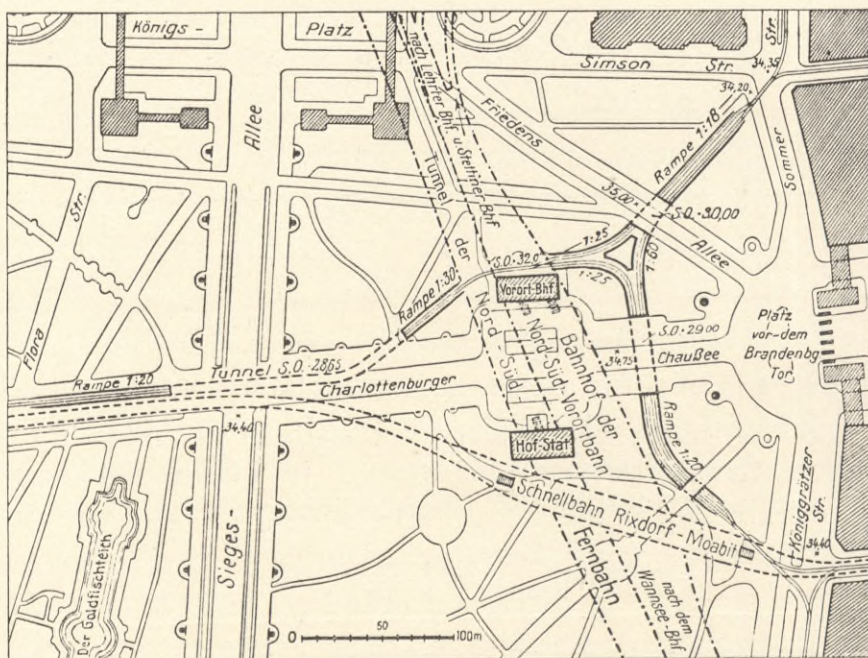 Königs -
Platz
Allee
nach Lehrter Bhf. u. Stettiner Bhf
Simson Str.
Str.
34,35
34,20
Friedens
Allee
Rampe 1:18
Sommer
35,00
S.O.+30,00
1:25
S.O.+32,0
1:25
1:60
Rampe 1:30
Tunnel der Nord Süd
Fernbahn
Vorort-Bhf.
Bahnhof der
Nord-Süd-Vorortbahn
S.O.+29,00
34,75
Chaußee
Platz
vor dem
Brandenbg
Tor
Flora
Str.
Rampe 1:20
Tunnel S.O.+28,65
Charlottenburger
34,40
Hof-Stat
Rampe 1:20
Schnellbahn Rixdorf-Moabit
Königgrätzer
Str.
34,40
Sieges-
Der Goldfischteich
nach dem
Wannsee Bhf
0 50 100 m